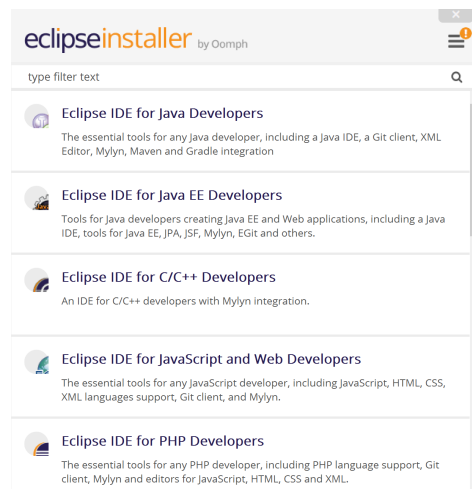 eclipseinstaller by Oomph
type filter text
Eclipse IDE for Java Developers
The essential tools for any Java developer, including a Java IDE, a Git client, XML
Editor, Mylyn, Maven and Gradle integration
Eclipse IDE for Java EE Developers
Tools for Java developers creating Java EE and Web applications, including a Java
IDE, tools for Java EE, JPA, JSF, Mylyn, EGit and others.
Eclipse IDE for C/C++ Developers
An IDE for C/C++ developers with Mylyn integration.
Eclipse IDE for JavaScript and Web Developers
The essential tools for any JavaScript developer, including JavaScript, HTML, CSS,
XML languages support, Git client, and Mylyn.
Eclipse IDE for PHP Developers
The essential tools for any PHP developer, including PHP language support, Git
client, Mylyn and editors for JavaScript, HTML, CSS and XML.